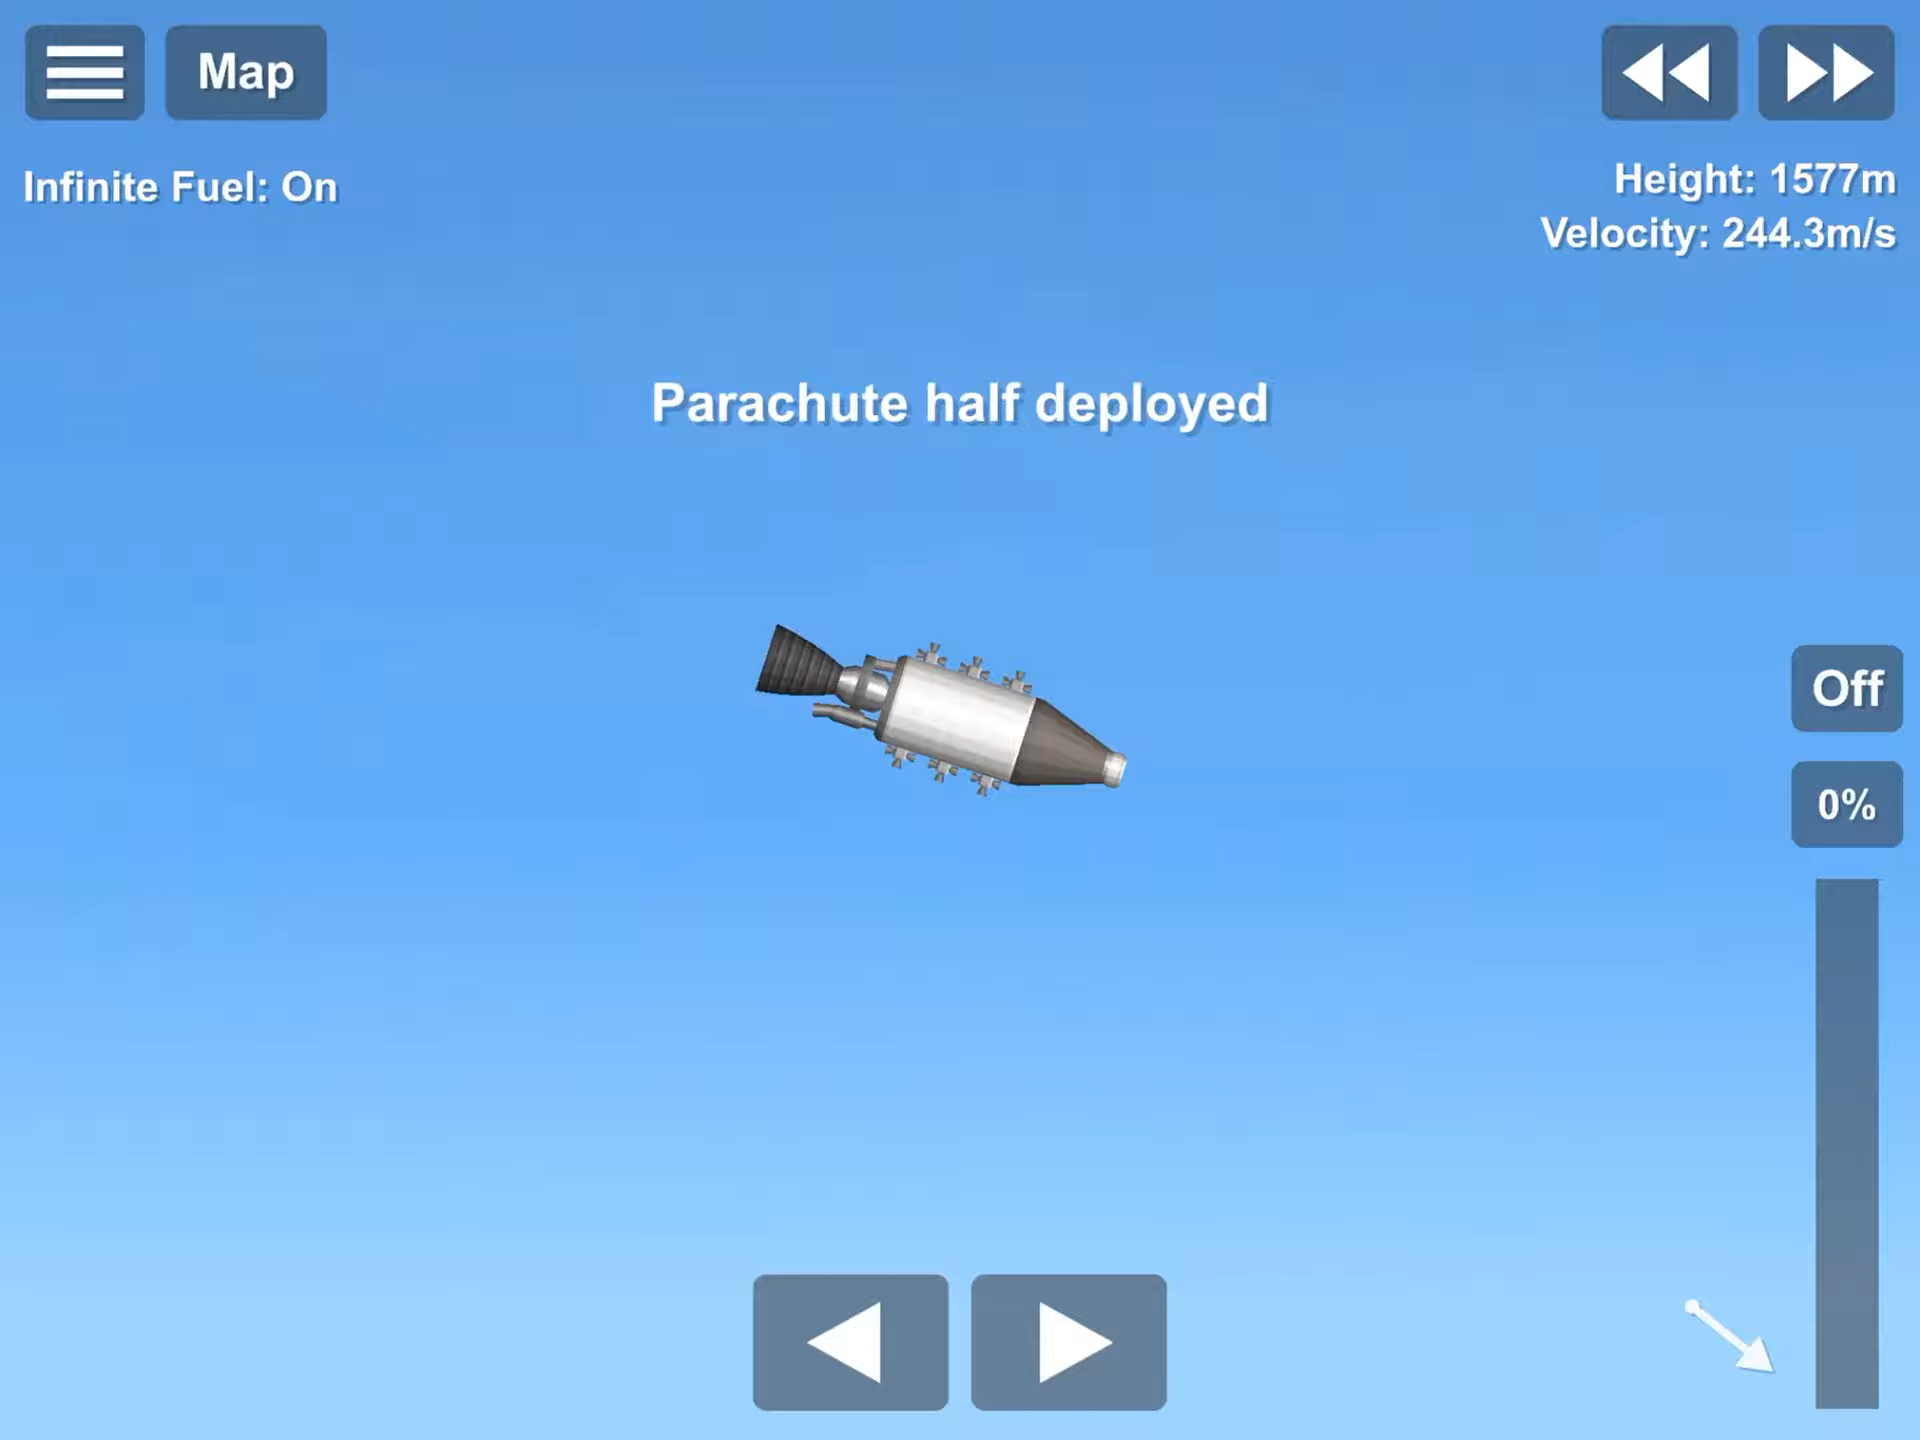 Map
Infinite Fuel: On
Height: 1577m
Velocity: 244.3m/s
Parachute half deployed
Off
0%